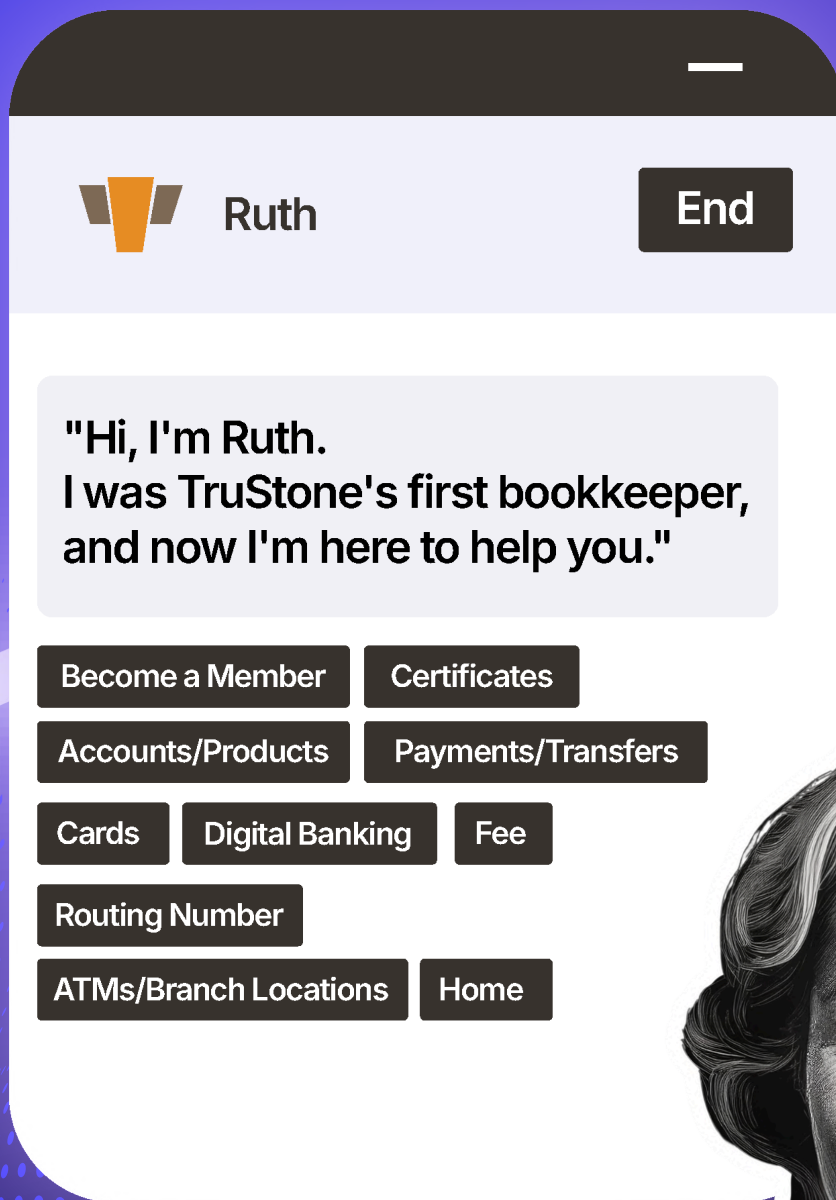 Ruth
End
"Hi, I'm Ruth.
I was TruStone's first bookkeeper,
and now I'm here to help you."
Become a Member
Certificates
Accounts/Products
Payments/Transfers
Cards
Digital Banking
Fee
Routing Number
ATMs/Branch Locations
Home